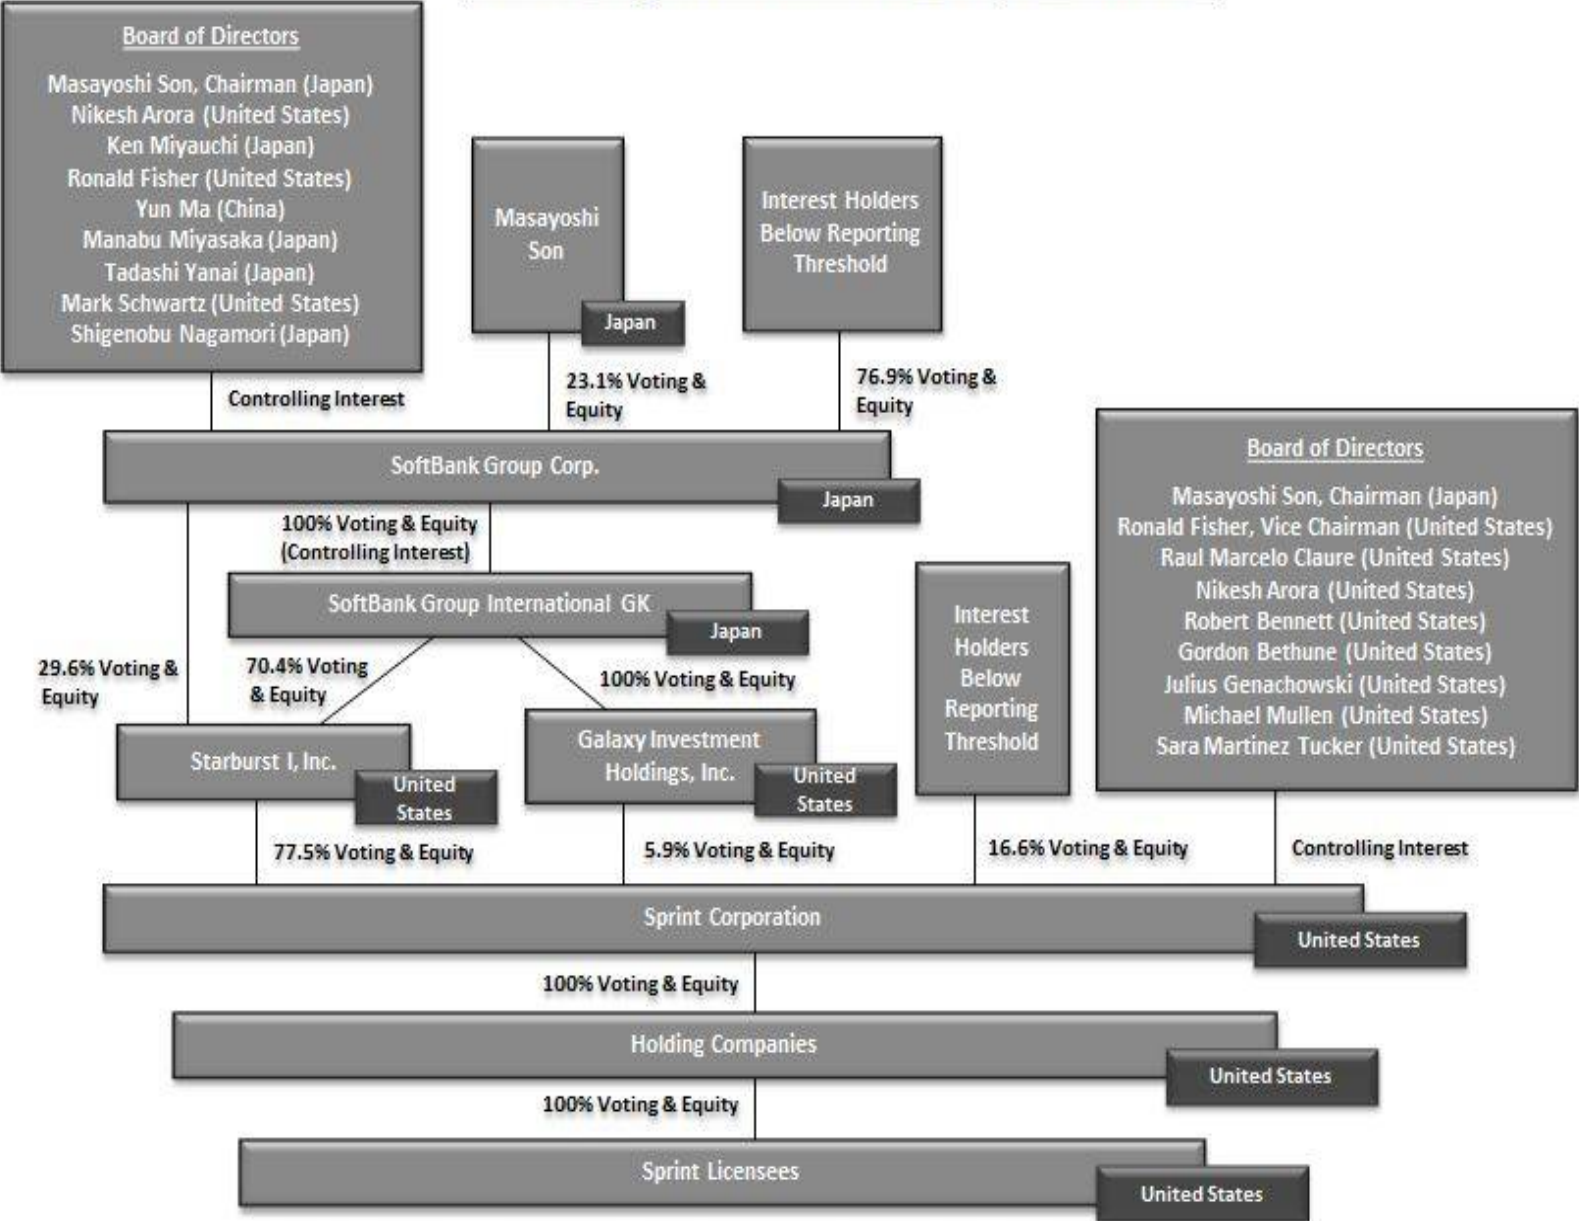 Board of Directors
Masayoshi Son, Chairman (Japan)
Nikesh Arora (United States)
Ken Miyauchi (Japan)
Ronald Fisher (United States)
Yun Ma (China)
Manabu Miyasaka (Japan)
Tadashi Yanai (Japan)
Mark Schwartz (United States)
Shigenobu Nagamori (Japan)
Masayoshi
Son
Japan
Interest Holders
Below Reporting
Threshold
Controlling Interest
23.1% Voting &
Equity
76.9% Voting &
Equity
SoftBank Group Corp.
Japan
100% Voting & Equity
(Controlling Interest)
SoftBank Group International GK
Japan
29.6% Voting &
Equity
70.4% Voting
& Equity
100% Voting & Equity
Starburst I, Inc.
United
States
Galaxy Investment
Holdings, Inc.
United
States
Interest
Holders
Below
Reporting
Threshold
Board of Directors
Masayoshi Son, Chairman (Japan)
Ronald Fisher, Vice Chairman (United States)
Raul Marcelo Claure (United States)
Nikesh Arora (United States)
Robert Bennett (United States)
Gordon Bethune (United States)
Julius Genachowski (United States)
Michael Mullen (United States)
Sara Martinez Tucker (United States)
77.5% Voting & Equity
5.9% Voting & Equity
16.6% Voting & Equity
Controlling Interest
Sprint Corporation
United States
100% Voting & Equity
Holding Companies
United States
100% Voting & Equity
Sprint Licensees
United States